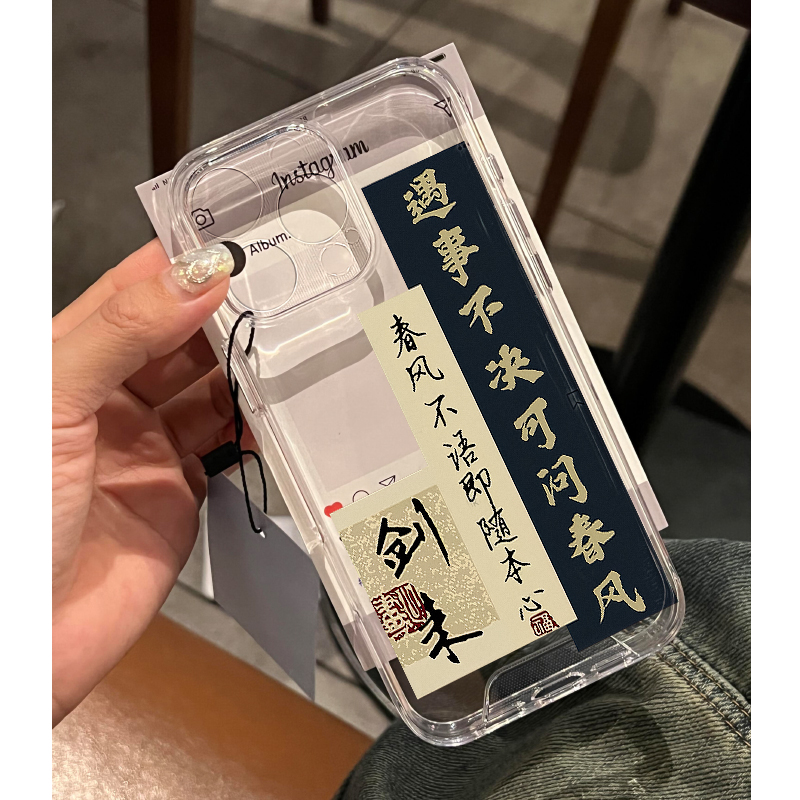 Instagram
Album.
遇事不决可问春风
春风不语即随本心
剑来